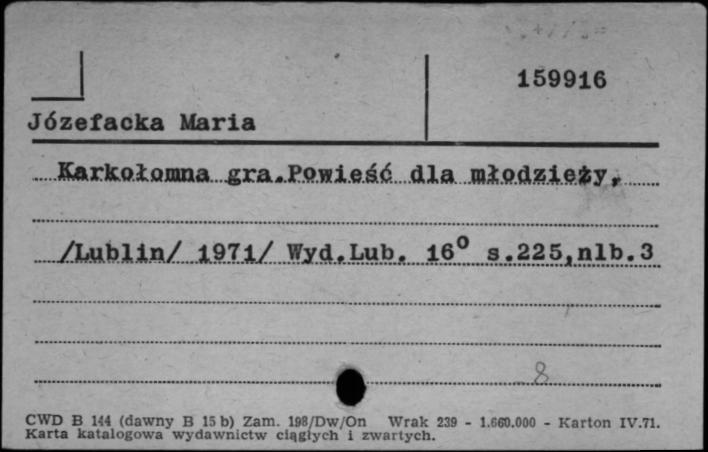 159916
Józefacka Maria
Karkołomna gra.Powieść dla młodzieży,
/Lublin/ 1971/ Wyd.Lub. 16° s.225,nlb.3
8
CWD B 144 (dawny B 15 b) Zam. 198/Dw/On Wrak 239 - 1.660.000 - Karton IV.71.
Karta katalogowa wydawnictw ciągłych i zwartych.